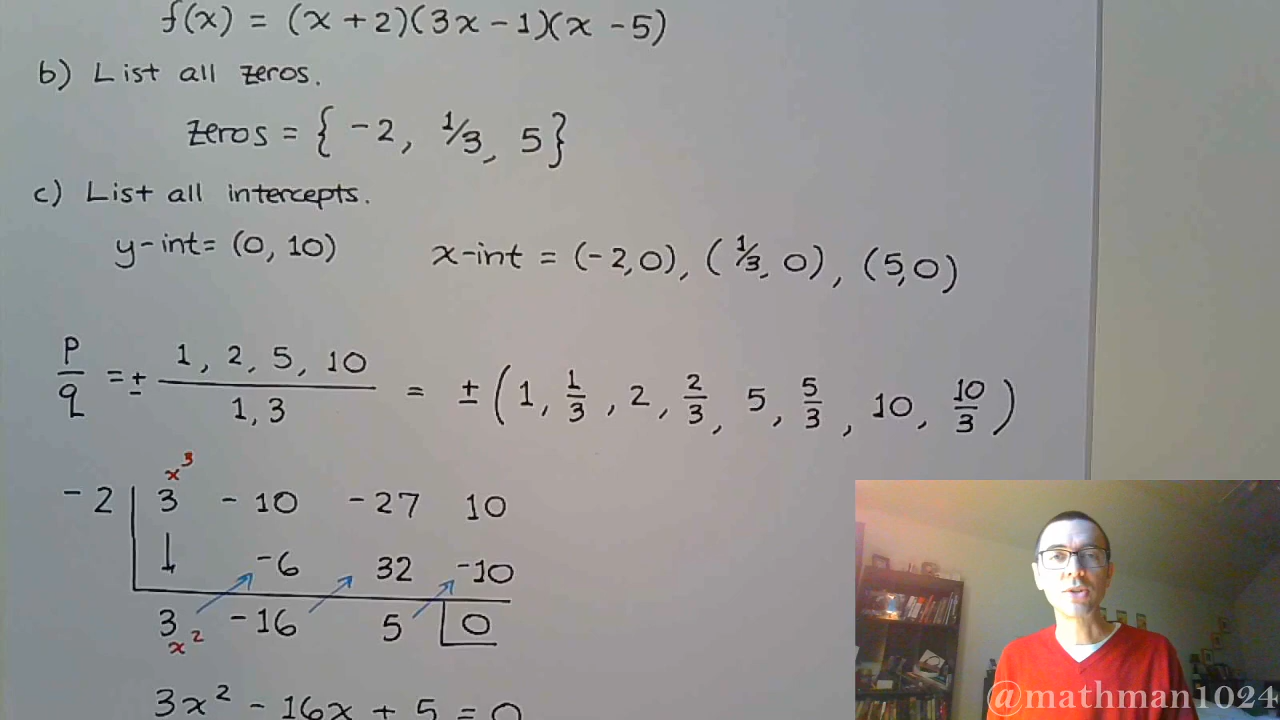 f(x) = (x + 2)(3x - 1)(x - 5)
b) List all zeros.
zeros = { -2, 1/3, 5}
c) List all intercepts.
y-int = (0, 10) x-int = (-2,0), (1/3, 0), (5,0)
p/q = ± 1, 2, 5, 10 / 1, 3 = ± (1, 1/3, 2, 2/3, 5, 5/3, 10, 10/3)
x³
-2 | 3 -10 -27 10
-6 32 -10
3 -16 5 0
x²
3x² - 16x + 5 = 0
@mathman1024